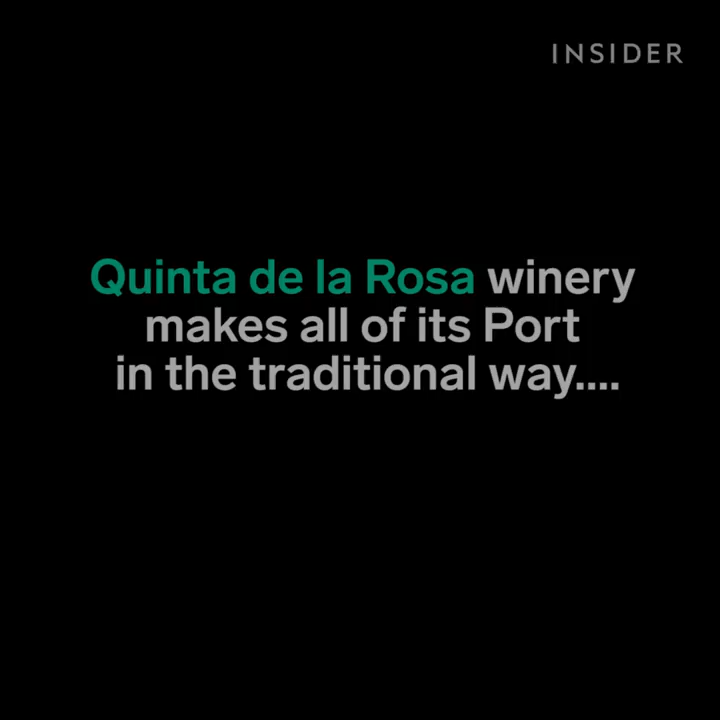 INSIDER
Quinta de la Rosa winery
makes all of its Port
in the traditional way....